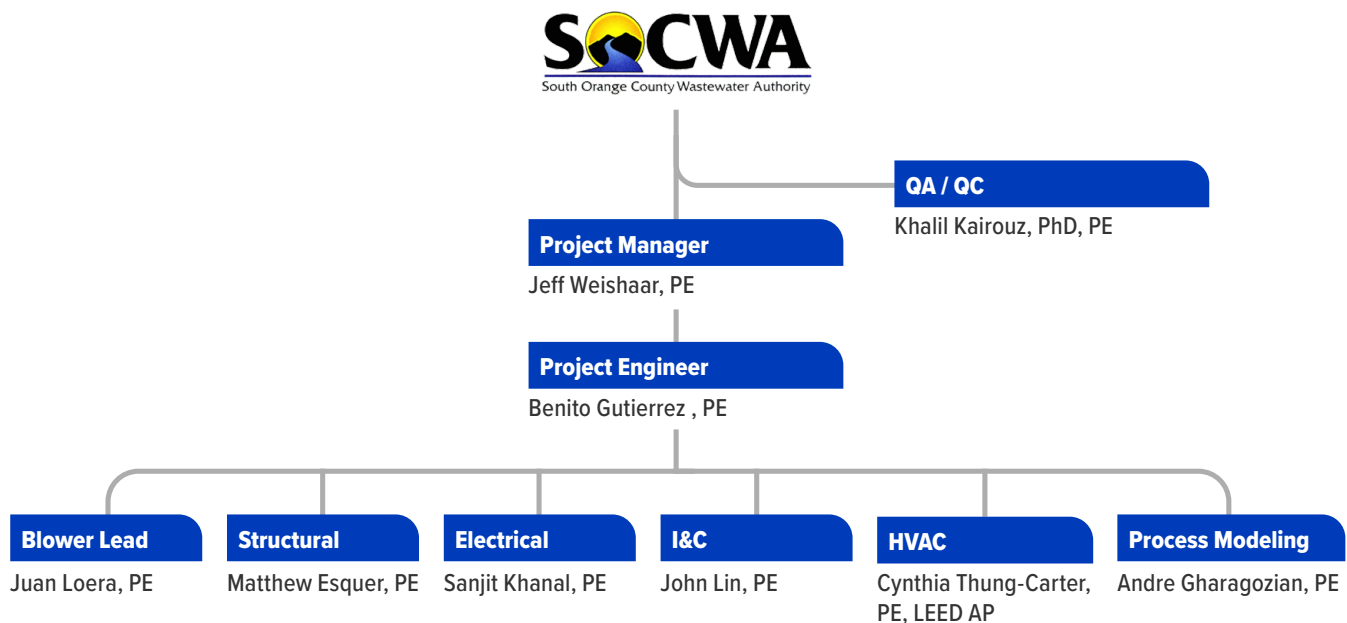 SOCWA
South Orange County Wastewater Authority
QA / QC
Khalil Kairouz, PhD, PE
Project Manager
Jeff Weishaar, PE
Project Engineer
Benito Gutierrez , PE
Blower Lead
Juan Loera, PE
Structural
Matthew Esquer, PE
Electrical
Sanjit Khanal, PE
I&C
John Lin, PE
HVAC
Cynthia Thung-Carter,
PE, LEED AP
Process Modeling
Andre Gharagozian, PE